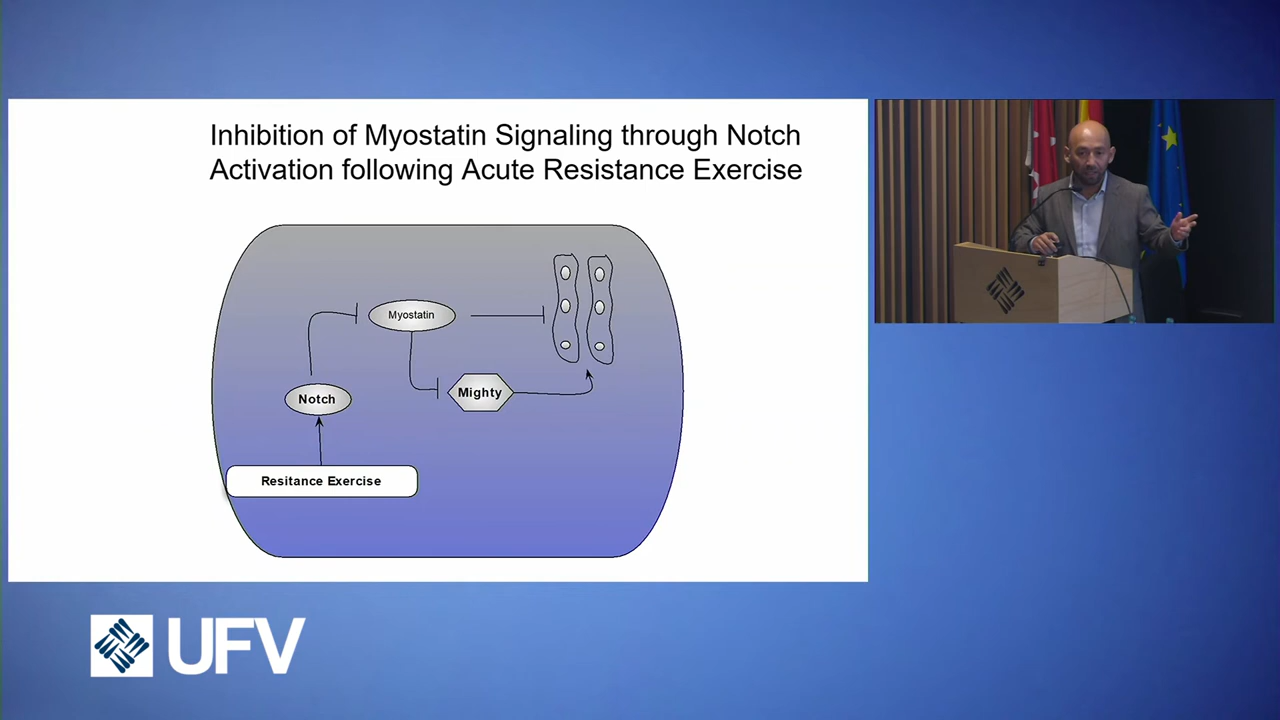 Inhibition of Myostatin Signaling through Notch
Activation following Acute Resistance Exercise
Myostatin
Mighty
Notch
Resitance Exercise
UFV